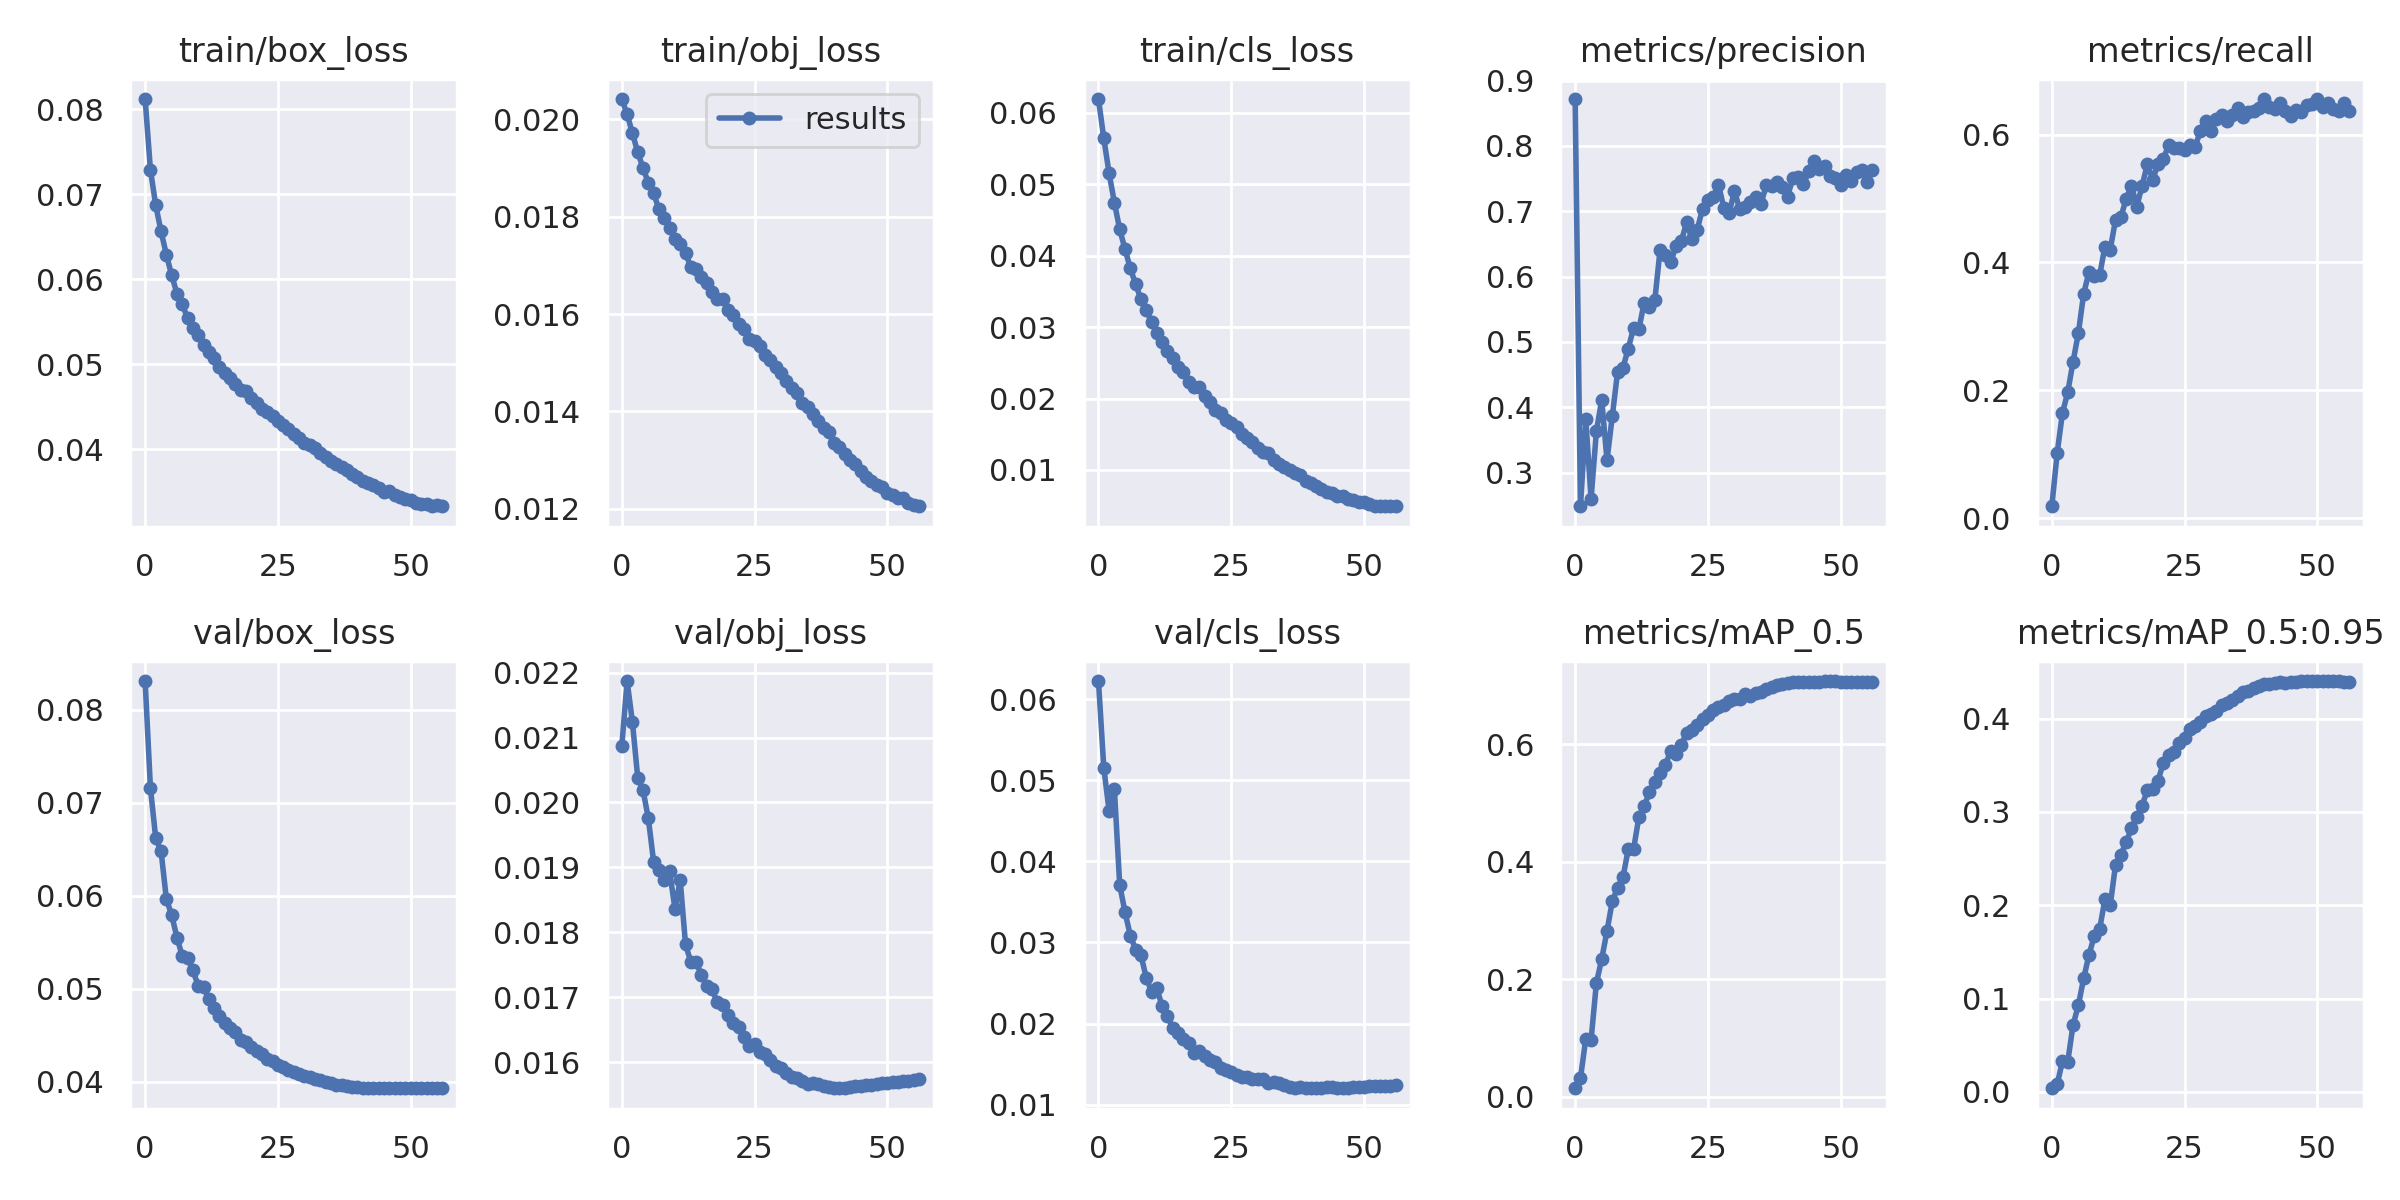 train/box_loss
0.08
0.07
0.06
0.05
0.04
0 25 50
train/obj_loss
results
0.020
0.018
0.016
0.014
0.012
0 25 50
train/cls_loss
0.06
0.05
0.04
0.03
0.02
0.01
0 25 50
metrics/precision
0.9
0.8
0.7
0.6
0.5
0.4
0.3
0 25 50
metrics/recall
0.6
0.4
0.2
0.0
0 25 50
val/box_loss
0.08
0.07
0.06
0.05
0.04
0 25 50
val/obj_loss
0.022
0.021
0.020
0.019
0.018
0.017
0.016
0 25 50
val/cls_loss
0.06
0.05
0.04
0.03
0.02
0.01
0 25 50
metrics/mAP_0.5
0.6
0.4
0.2
0.0
0 25 50
metrics/mAP_0.5:0.95
0.4
0.3
0.2
0.1
0.0
0 25 50